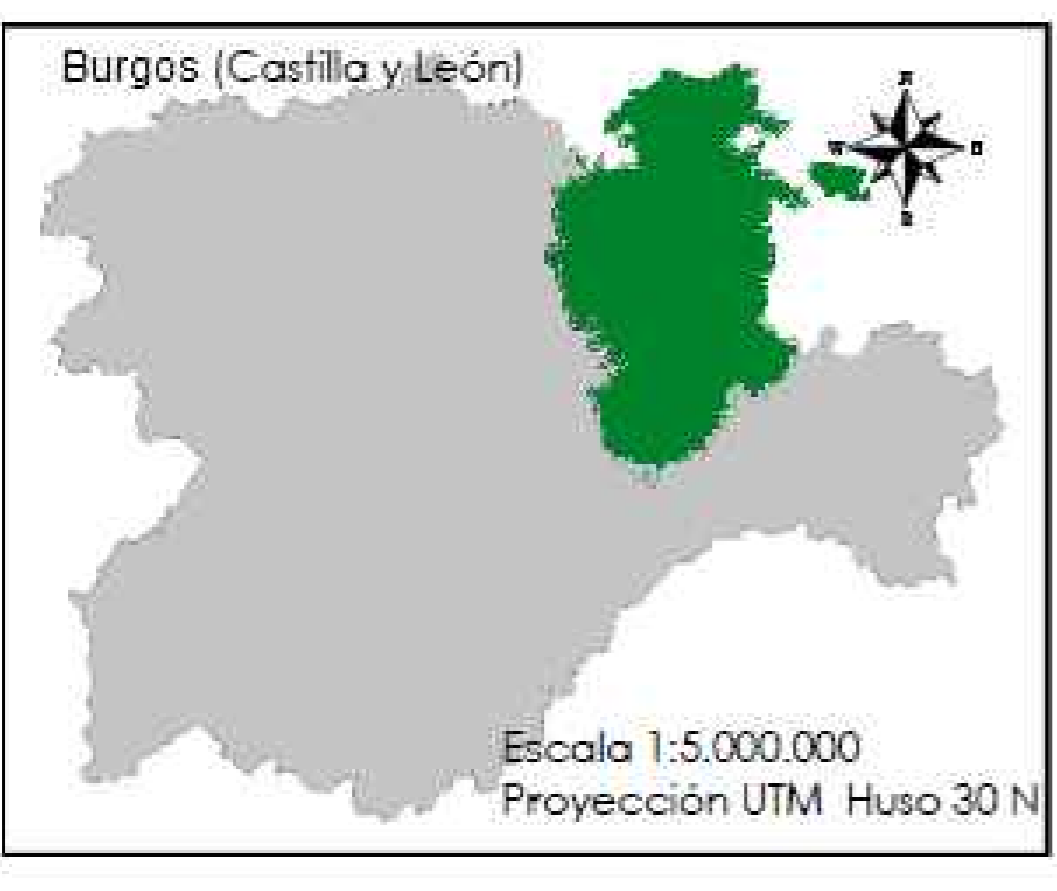 Burgos (Castilla y León)
N
W
S
Escala 1:5.000.000
Proyección UTM Huso 30 N